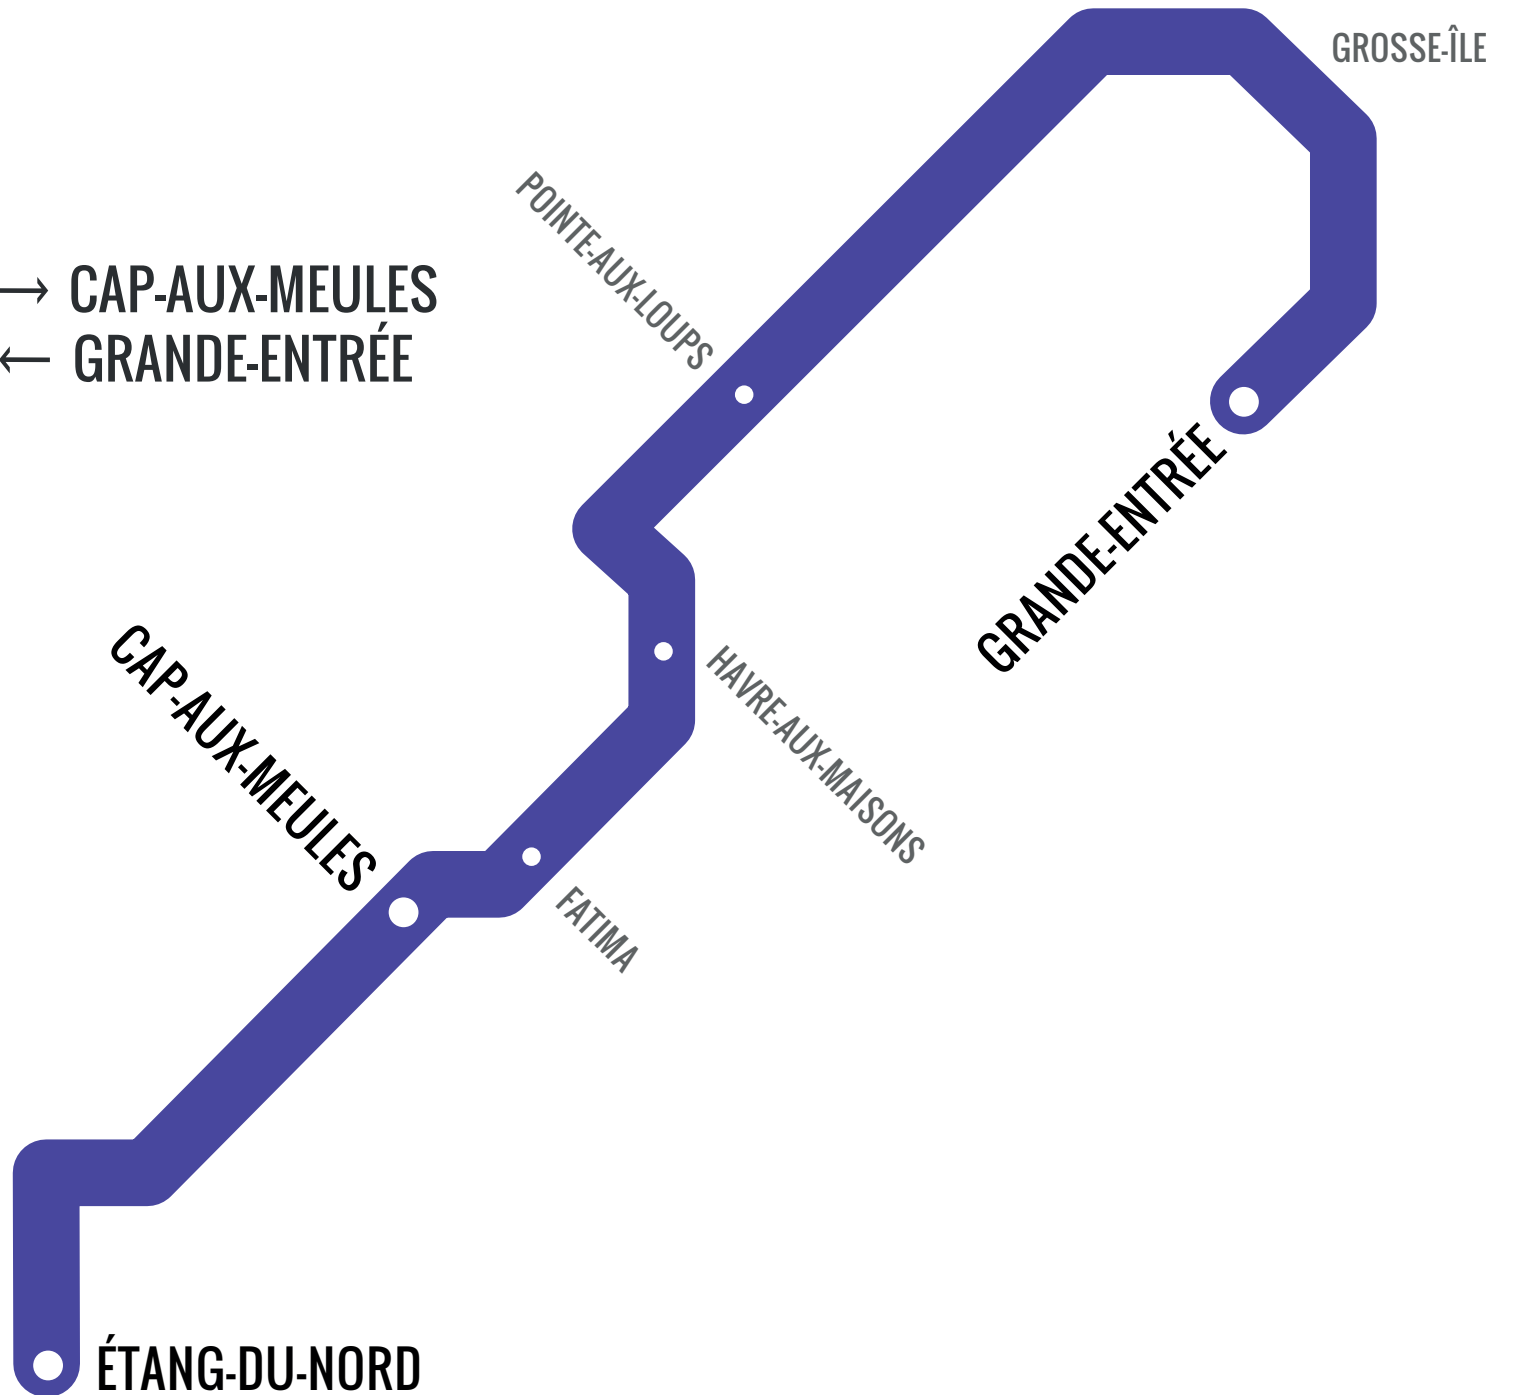 GROSSE-ÎLE
POINTE-AUX-LOUPS
→ CAP-AUX-MEULES
← GRANDE-ENTRÉE
GRANDE-ENTRÉE
CAP-AUX-MEULES
HAVRE-AUX-MAISONS
FATIMA
ÉTANG-DU-NORD